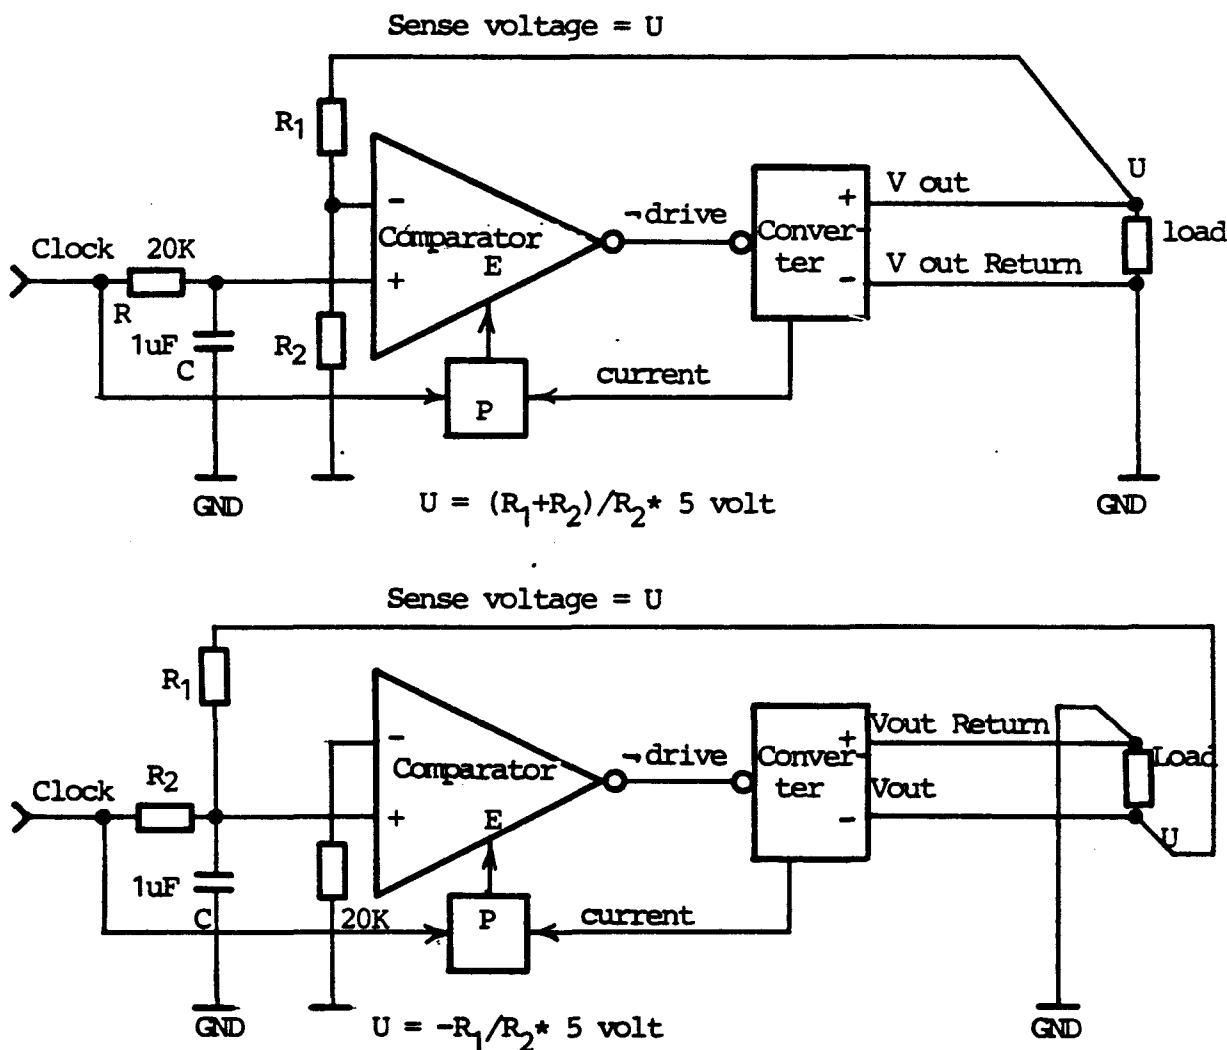 Sense voltage = U
R1
U
V out
¬drive
+
-
load
Clock
20K
Comparator
Conver-
ter
E
+
-
V out Return
R
1uF
C
R2
current
P
GND
GND
U = (R1+R2)/R2* 5 volt
Sense voltage = U
R1
Vout Return
-
¬drive
+
Conver-
ter
Load
Comparator
R2
Clock
Vout
+
E
-
U
1uF
C
20K
P
current
GND
GND
U = -R1/R2* 5 volt